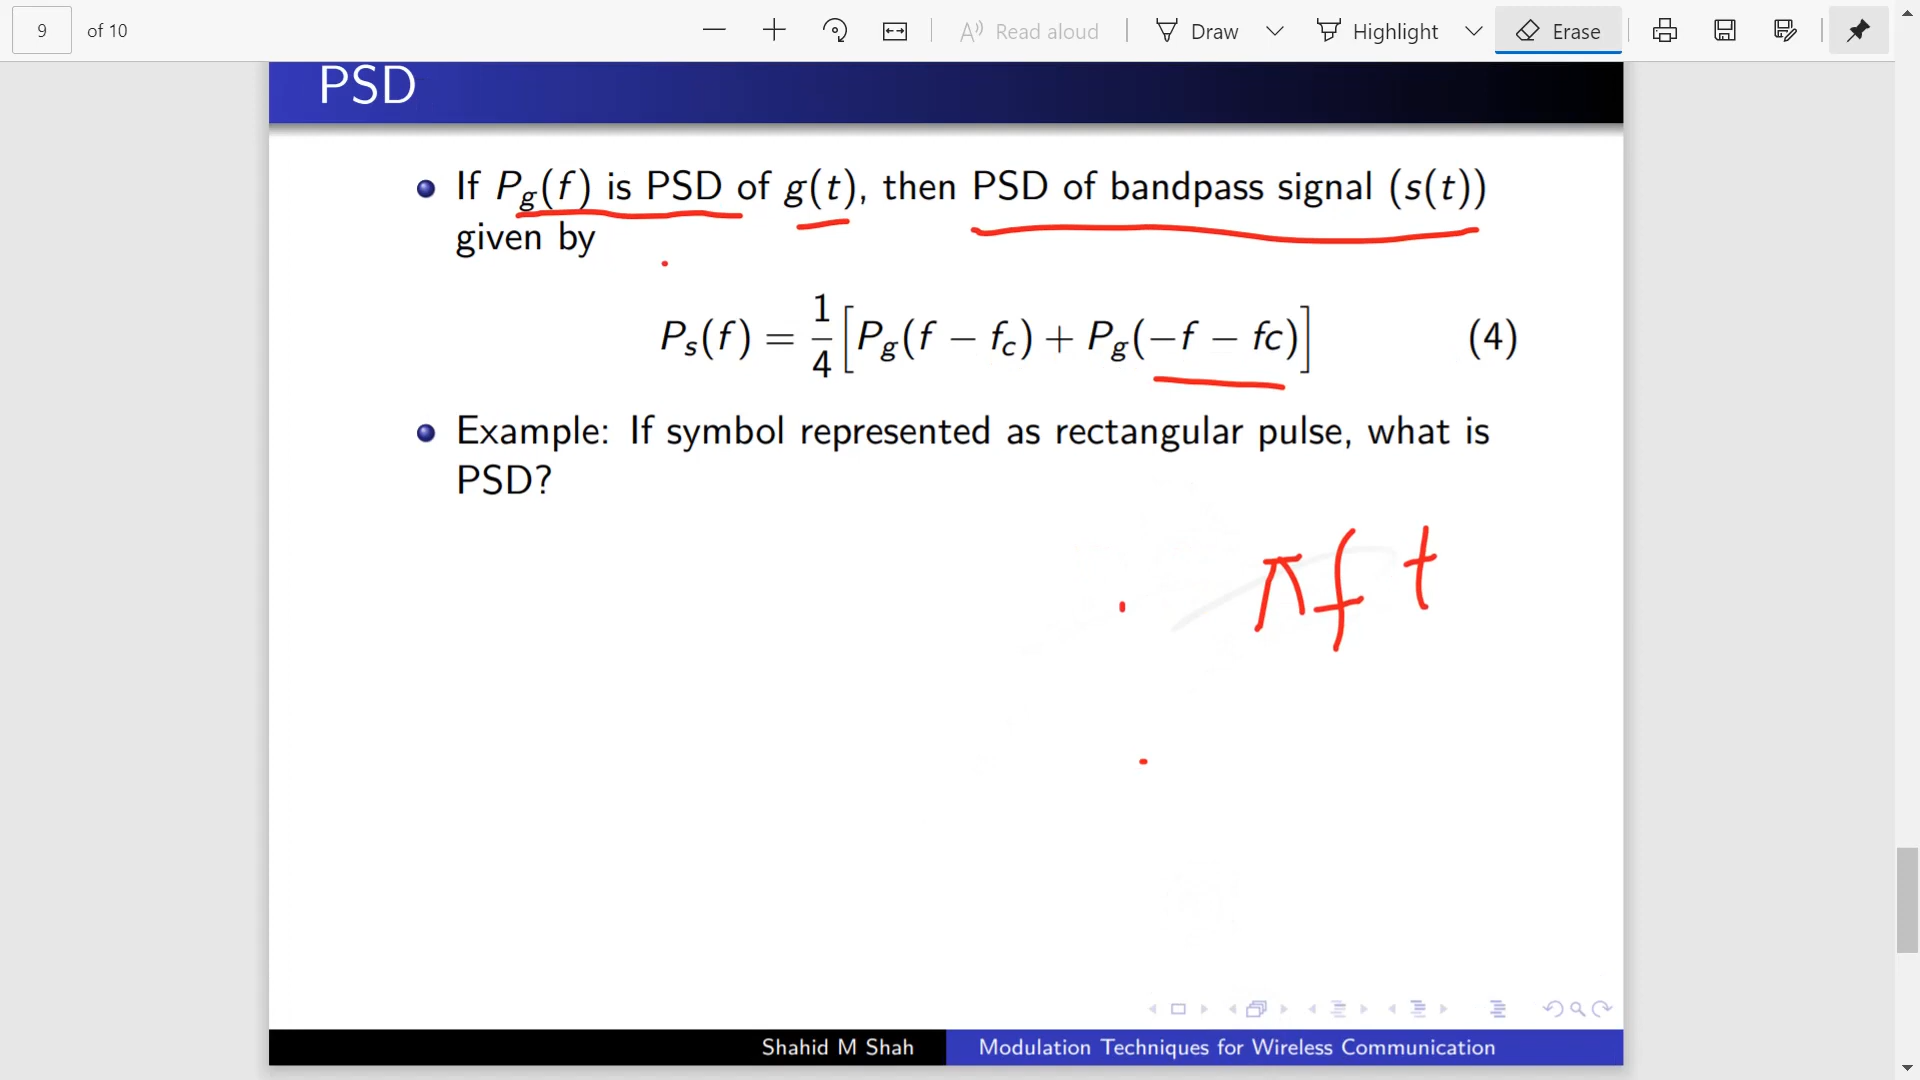 9 of 10 Read aloud Draw Highlight Erase
PSD
If P_g(f) is PSD of g(t), then PSD of bandpass signal (s(t))
given by
P_s(f) = 1/4 [P_g(f − f_c) + P_g(−f − fc)] (4)
Example: If symbol represented as rectangular pulse, what is
PSD?
π f t
Shahid M Shah Modulation Techniques for Wireless Communication